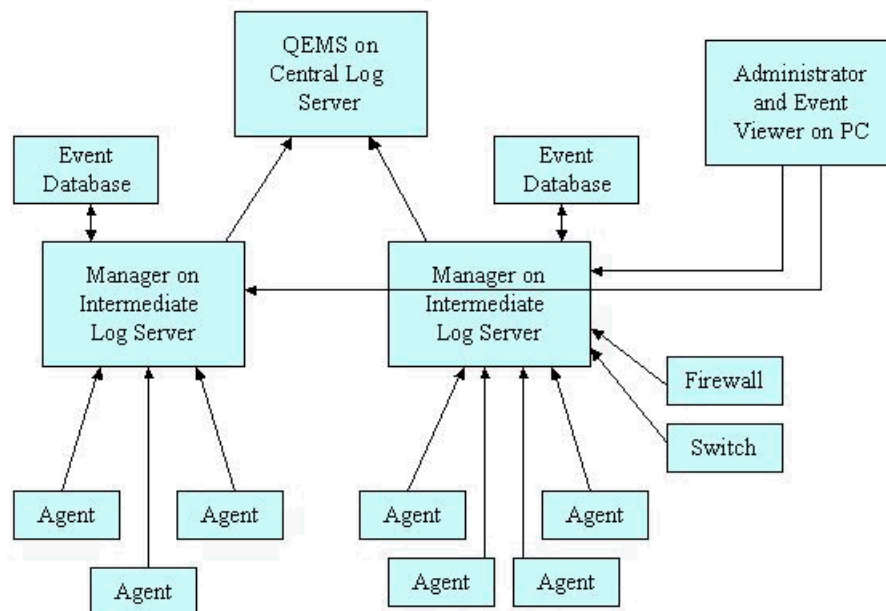 QEMS on
Central Log
Server
Administrator
and Event
Viewer on PC
Event
Database
Event
Database
Manager on
Intermediate
Log Server
Manager on
Intermediate
Log Server
Firewall
Switch
Agent
Agent
Agent
Agent
Agent
Agent
Agent